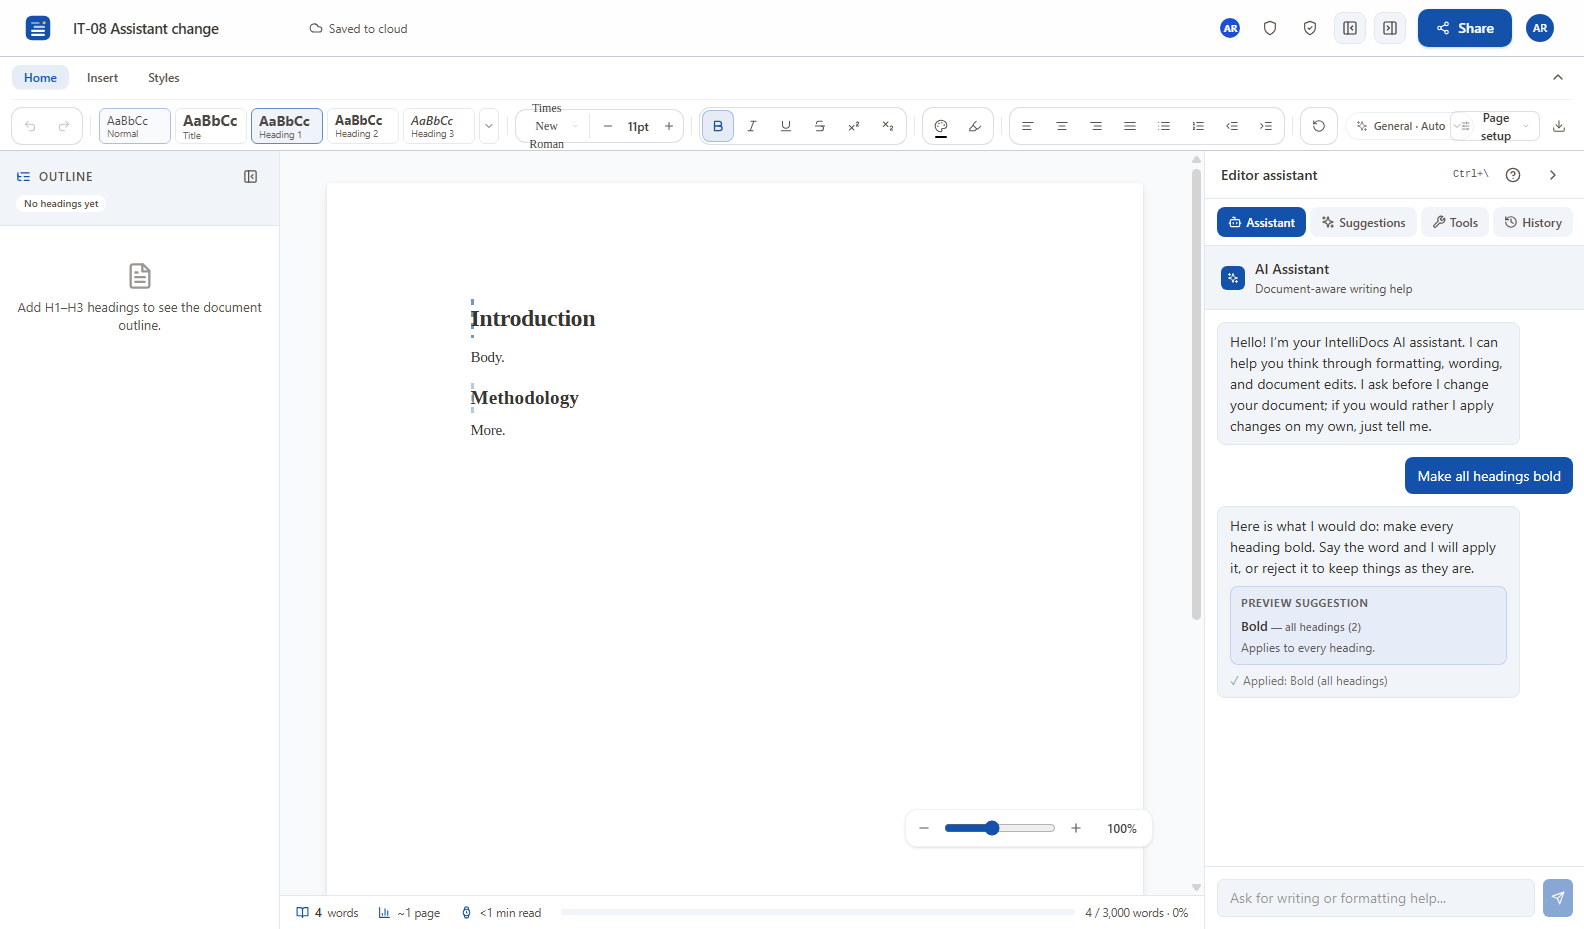 IT-08 Assistant change
Saved to cloud
AR
Share
AR
Home Insert Styles
AaBbCc
Normal
AaBbCc
Title
AaBbCc
Heading 1
AaBbCc
Heading 2
AaBbCc
Heading 3
Times
New
Roman
11pt
B I U S x² x₂
General · Auto
Page
setup
OUTLINE
No headings yet
Add H1–H3 headings to see the document
outline.
Introduction
Body.
Methodology
More.
100%
4 words
~1 page
<1 min read
4 / 3,000 words · 0%
Editor assistant
Ctrl+\
Assistant Suggestions Tools History
AI Assistant
Document-aware writing help
Hello! I'm your IntelliDocs AI assistant. I can
help you think through formatting, wording,
and document edits. I ask before I change
your document; if you would rather I apply
changes on my own, just tell me.
Make all headings bold
Here is what I would do: make every
heading bold. Say the word and I will apply
it, or reject it to keep things as they are.
PREVIEW SUGGESTION
Bold — all headings (2)
Applies to every heading.
✓ Applied: Bold (all headings)
Ask for writing or formatting help...